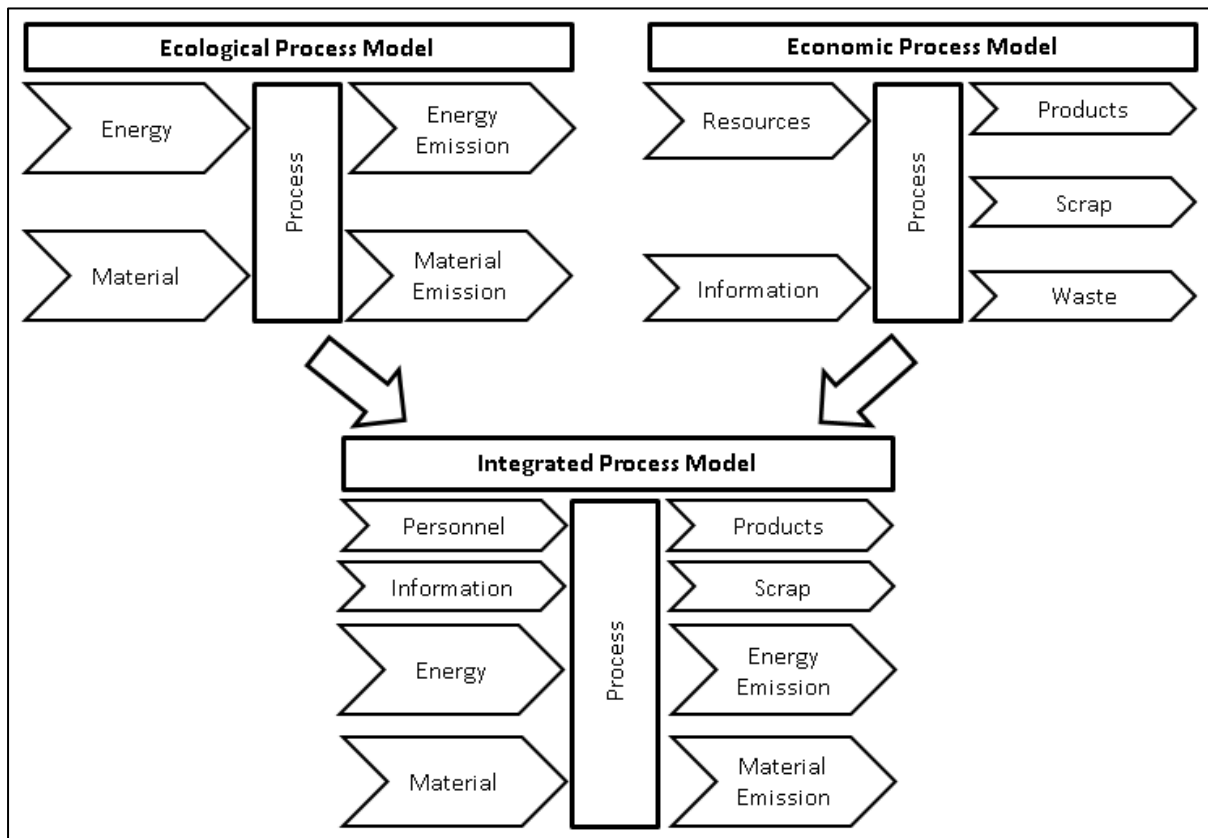 Ecological Process Model
Energy
Material
Process
Energy
Emission
Material
Emission
Economic Process Model
Resources
Information
Process
Products
Scrap
Waste
Integrated Process Model
Personnel
Information
Energy
Material
Process
Products
Scrap
Energy
Emission
Material
Emission